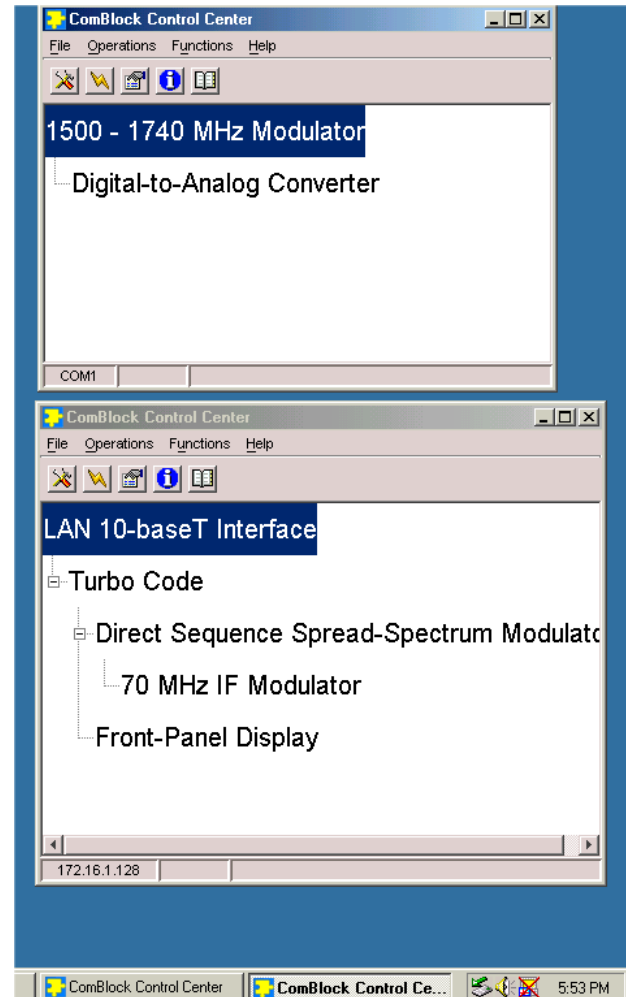 ComBlock Control Center
File Operations Functions Help
1500 - 1740 MHz Modulator
Digital-to-Analog Converter
COM1
ComBlock Control Center
File Operations Functions Help
LAN 10-baseT Interface
Turbo Code
Direct Sequence Spread-Spectrum Modulato
70 MHz IF Modulator
Front-Panel Display
172.16.1.128
ComBlock Control Center ComBlock Control Ce... 5:53 PM